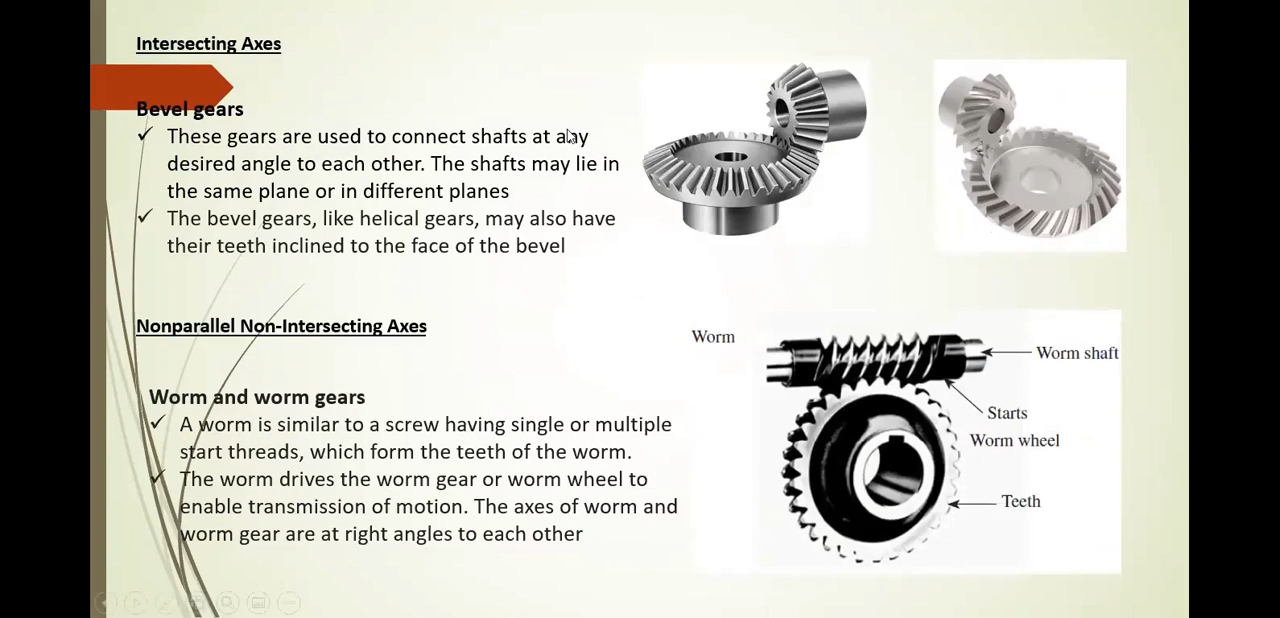 Intersecting Axes
Bevel gears
✓ These gears are used to connect shafts at any
desired angle to each other. The shafts may lie in
the same plane or in different planes
✓ The bevel gears, like helical gears, may also have
their teeth inclined to the face of the bevel
Nonparallel Non-Intersecting Axes
Worm and worm gears
✓ A worm is similar to a screw having single or multiple
start threads, which form the teeth of the worm.
✓ The worm drives the worm gear or worm wheel to
enable transmission of motion. The axes of worm and
worm gear are at right angles to each other
Worm
Worm shaft
Starts
Worm wheel
Teeth